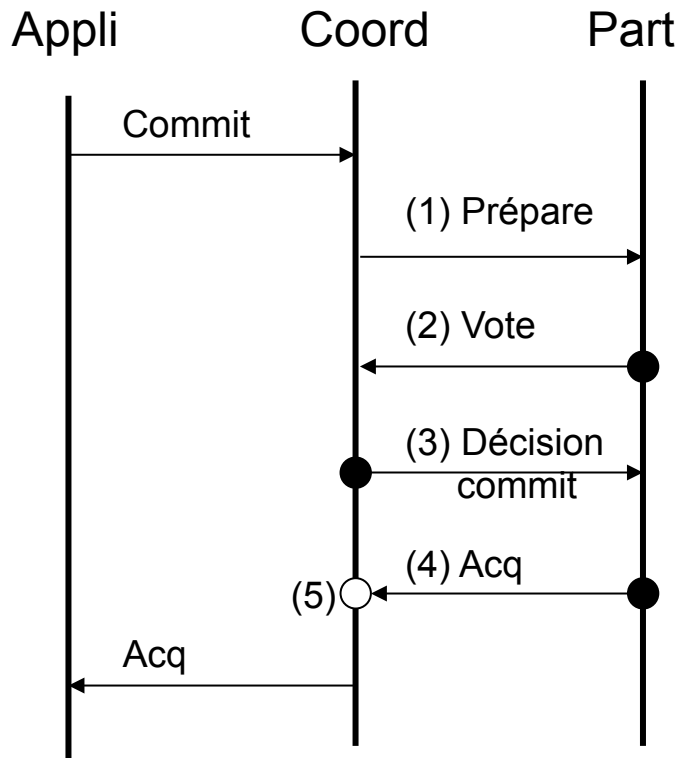 Appli Coord Part
Commit
(1) Prépare
(2) Vote
(3) Décision
commit
(4) Acq
(5)
Acq